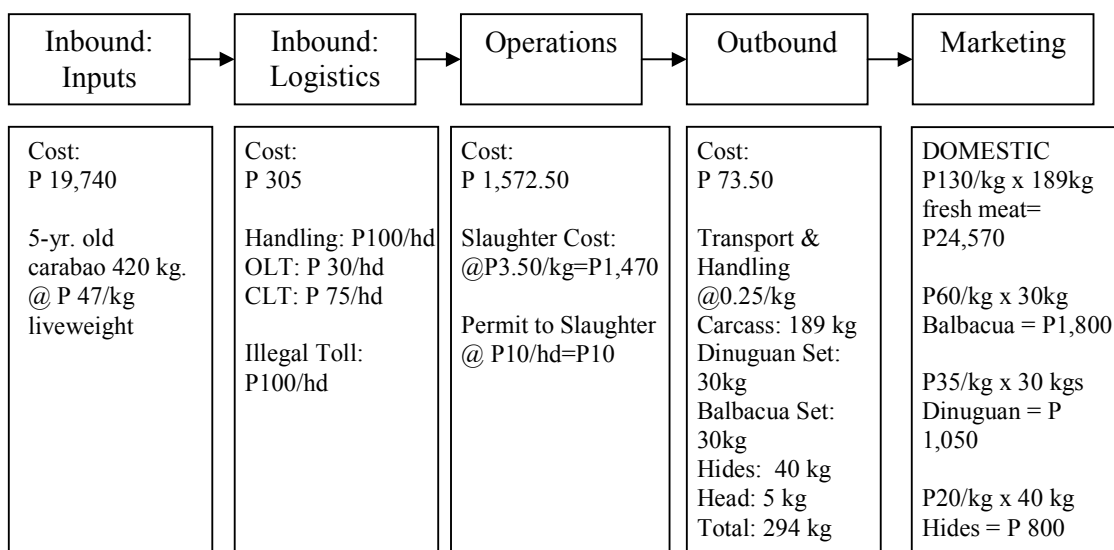 Inbound:
Inputs
Inbound:
Logistics
Operations
Outbound
Marketing
Cost:
P 19,740
5-yr. old
carabao 420 kg.
@ P 47/kg
liveweight
Cost:
P 305
Handling: P100/hd
OLT: P 30/hd
CLT: P 75/hd
Illegal Toll:
P100/hd
Cost:
P 1,572.50
Slaughter Cost:
@P3.50/kg=P1,470
Permit to Slaughter
@ P10/hd=P10
Cost:
P 73.50
Transport &
Handling
@0.25/kg
Carcass: 189 kg
Dinuguan Set:
30kg
Balbacua Set:
30kg
Hides: 40 kg
Head: 5 kg
Total: 294 kg
DOMESTIC
P130/kg x 189kg
fresh meat=
P24,570
P60/kg x 30kg
Balbacua = P1,800
P35/kg x 30 kgs
Dinuguan = P
1,050
P20/kg x 40 kg
Hides = P 800